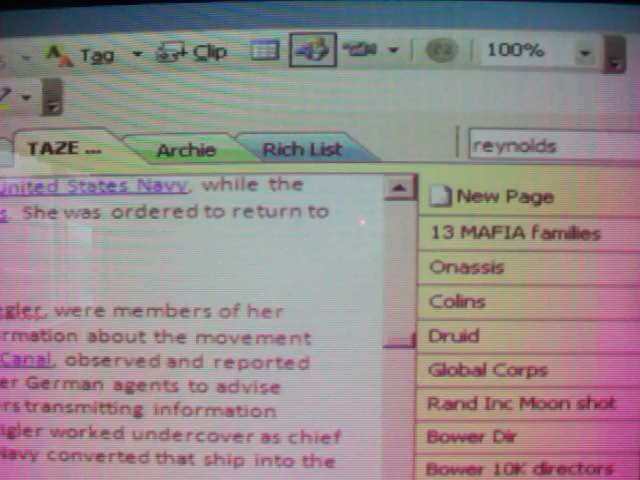 Tag Clip 100%
TAZE ... Archie Rich List reynolds
United States Navy, while the
s. She was ordered to return to
egler, were members of her
rmation about the movement
Canal, observed and reported
er German agents to advise
rs transmitting information
igler worked undercover as chief
Navy converted that ship into the
New Page
13 MAFIA families
Onassis
Colins
Druid
Global Corps
Rand Inc Moon shot
Bower Dir
Bower 10K directors